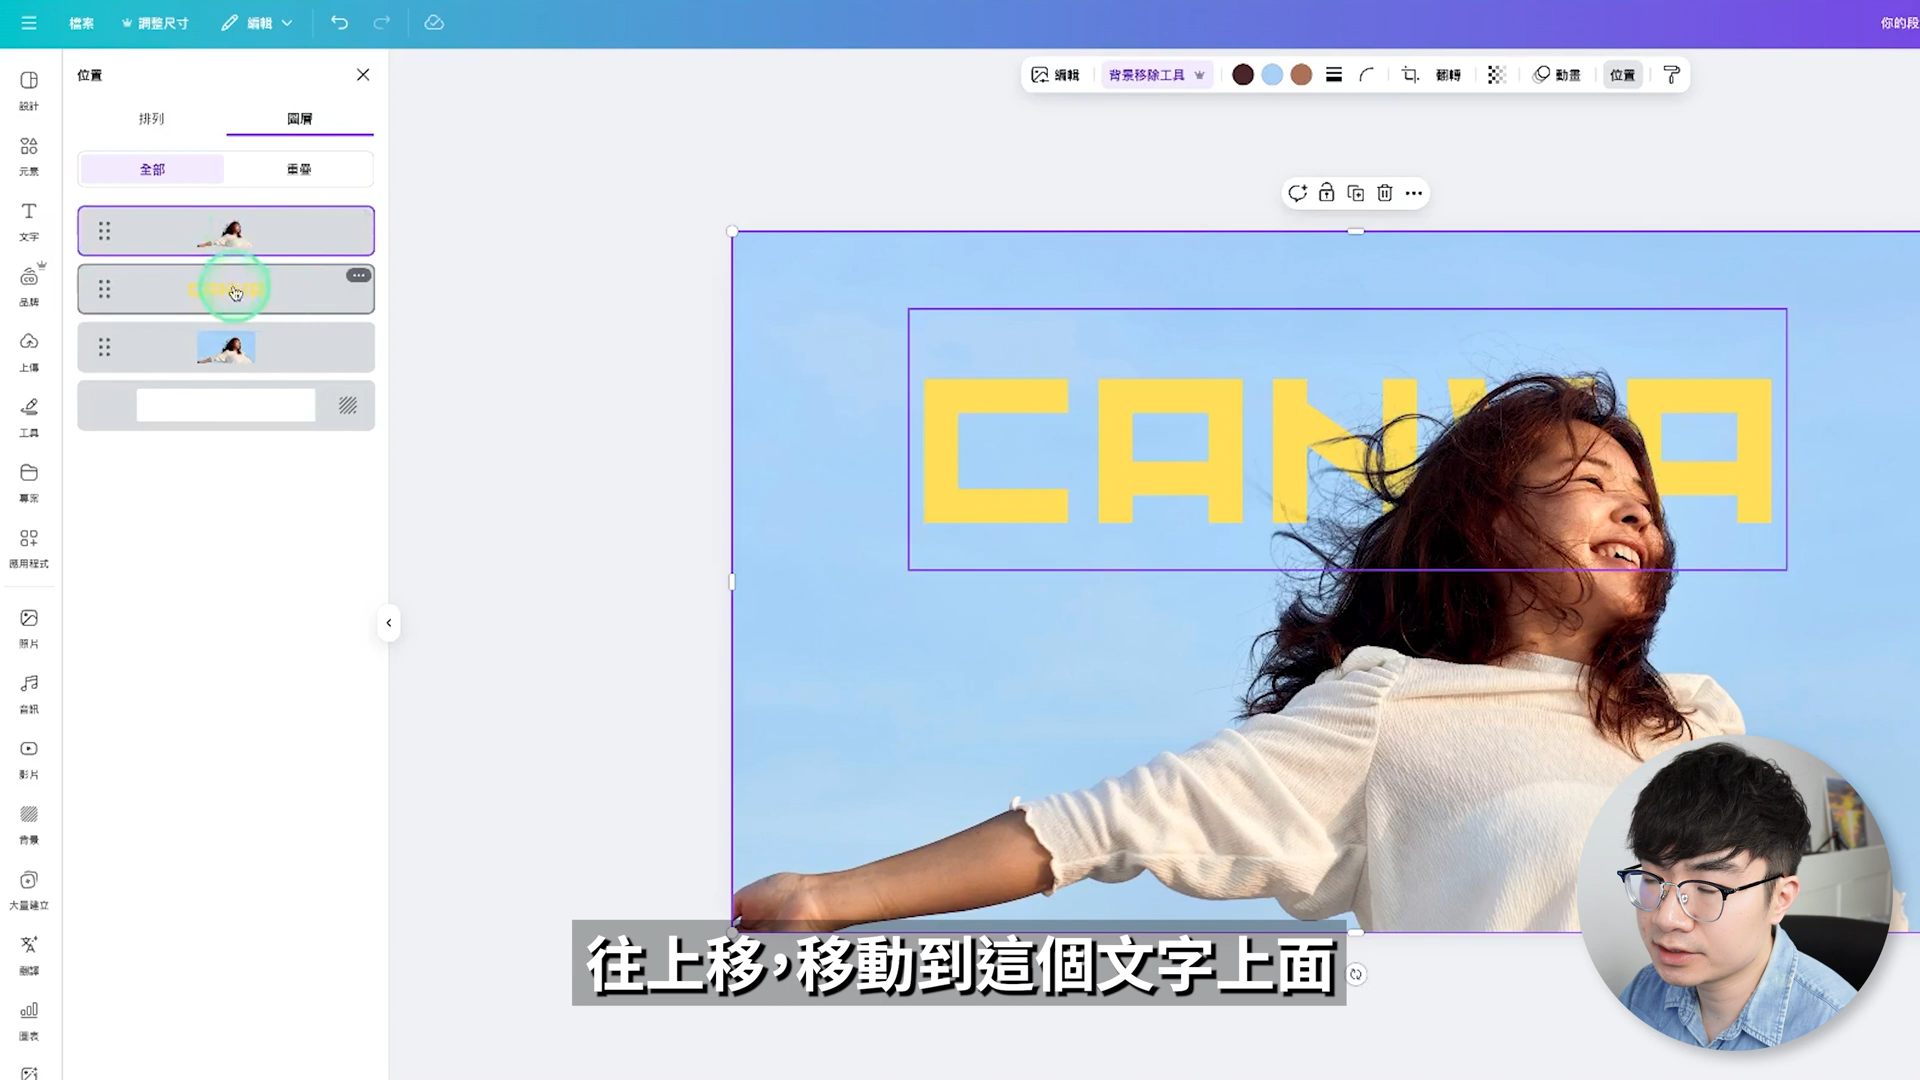 檔案
調整尺寸
編輯
你的段
設計
元素
文字
品牌
上傳
工具
專案
應用程式
照片
音訊
影片
背景
大量建立
翻譯
圖表
位置
排列
圖層
全部
重疊
編輯
背景移除工具
翻轉
動畫
位置
CANVA
往上移,移動到這個文字上面